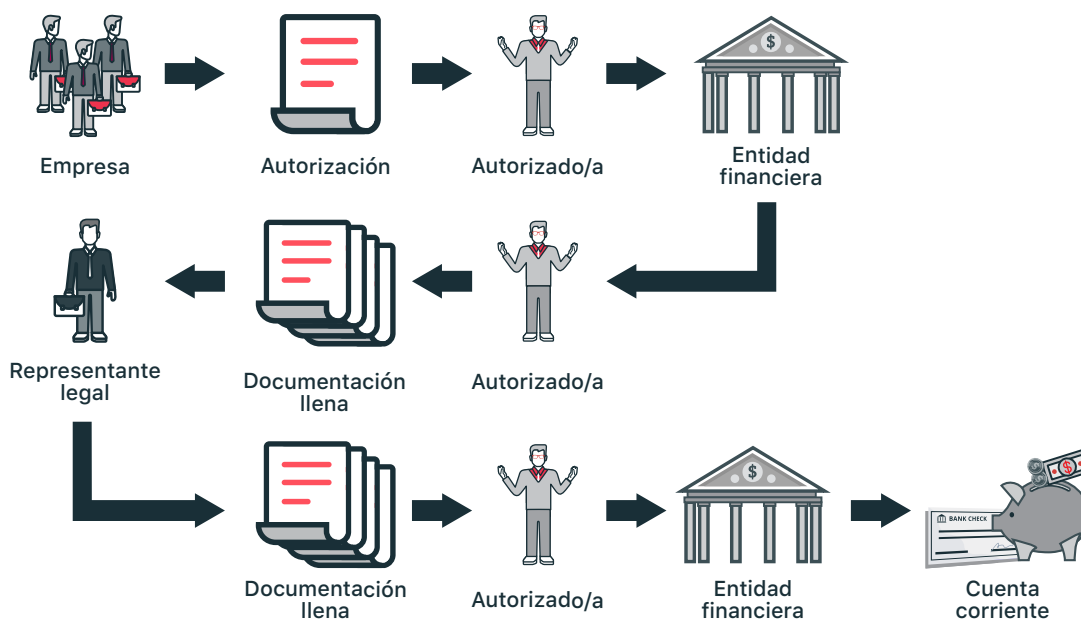 $
Empresa
Autorización
Autorizado/a
Entidad
financiera
Representante
legal
Documentación
llena
Autorizado/a
$
$
$
$
BANK CHECK
Documentación
llena
Autorizado/a
Entidad
financiera
Cuenta
corriente